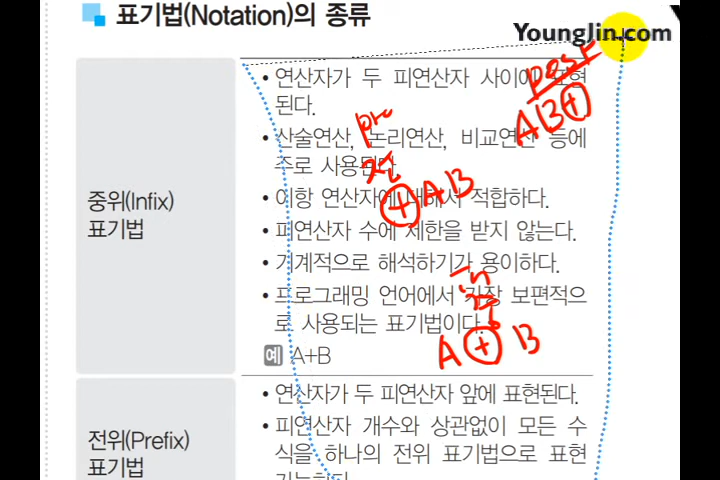 표기법(Notation)의 종류
YoungJin.com
중위(Infix)
표기법
• 연산자가 두 피연산자 사이에 표현
된다.
• 산술연산, 논리연산, 비교연산 등에
주로 사용된다.
• 이항 연산자에 대해서 적합하다.
• 피연산자 수에 제한을 받지 않는다.
• 기계적으로 해석하기가 용이하다.
• 프로그래밍 언어에서 가장 보편적으
로 사용되는 표기법이다.
예 A+B
post
AB+
pre
전
+AB
in
중
A + B
전위(Prefix)
표기법
• 연산자가 두 피연산자 앞에 표현된다.
• 피연산자 개수와 상관없이 모든 수
식을 하나의 전위 표기법으로 표현